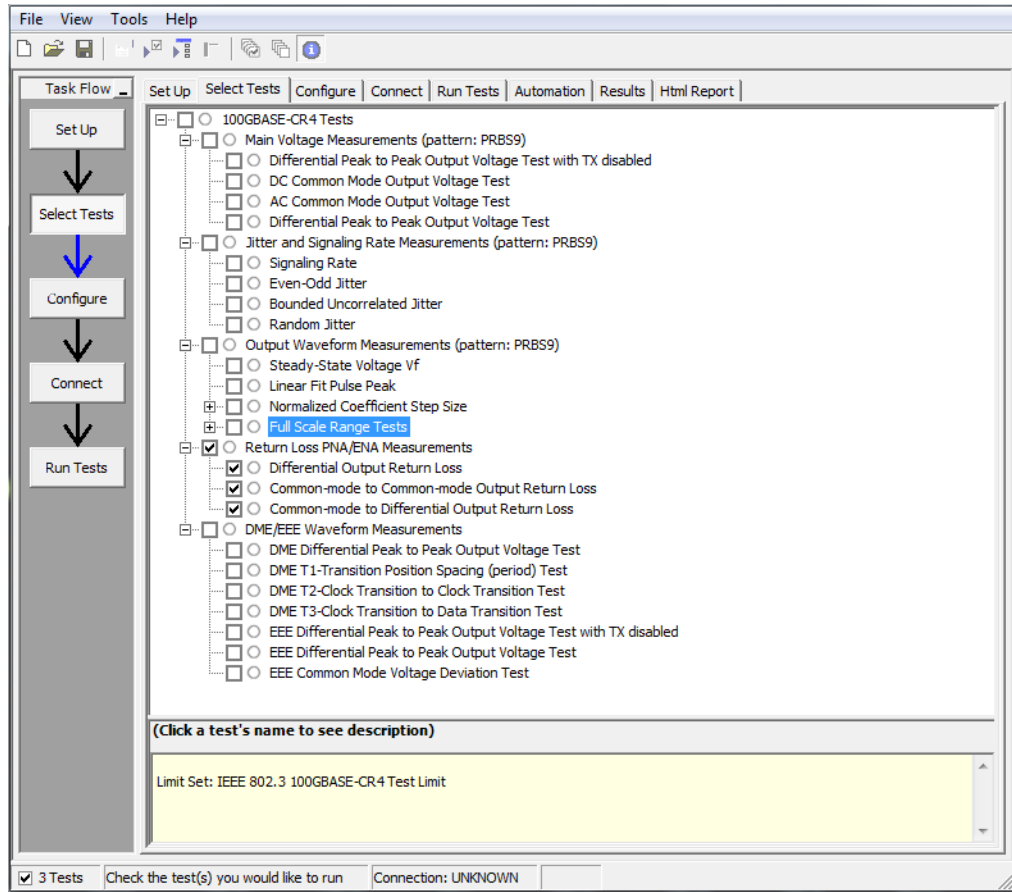 File View Tools Help
Task Flow
Set Up Select Tests Configure Connect Run Tests Automation Results Html Report
Set Up
Select Tests
Configure
Connect
Run Tests
100GBASE-CR4 Tests
Main Voltage Measurements (pattern: PRBS9)
Differential Peak to Peak Output Voltage Test with TX disabled
DC Common Mode Output Voltage Test
AC Common Mode Output Voltage Test
Differential Peak to Peak Output Voltage Test
Jitter and Signaling Rate Measurements (pattern: PRBS9)
Signaling Rate
Even-Odd Jitter
Bounded Uncorrelated Jitter
Random Jitter
Output Waveform Measurements (pattern: PRBS9)
Steady-State Voltage Vf
Linear Fit Pulse Peak
Normalized Coefficient Step Size
Full Scale Range Tests
Return Loss PNA/ENA Measurements
Differential Output Return Loss
Common-mode to Common-mode Output Return Loss
Common-mode to Differential Output Return Loss
DME/EEE Waveform Measurements
DME Differential Peak to Peak Output Voltage Test
DME T1-Transition Position Spacing (period) Test
DME T2-Clock Transition to Clock Transition Test
DME T3-Clock Transition to Data Transition Test
EEE Differential Peak to Peak Output Voltage Test with TX disabled
EEE Differential Peak to Peak Output Voltage Test
EEE Common Mode Voltage Deviation Test
(Click a test's name to see description)
Limit Set: IEEE 802.3 100GBASE-CR4 Test Limit
3 Tests Check the test(s) you would like to run Connection: UNKNOWN